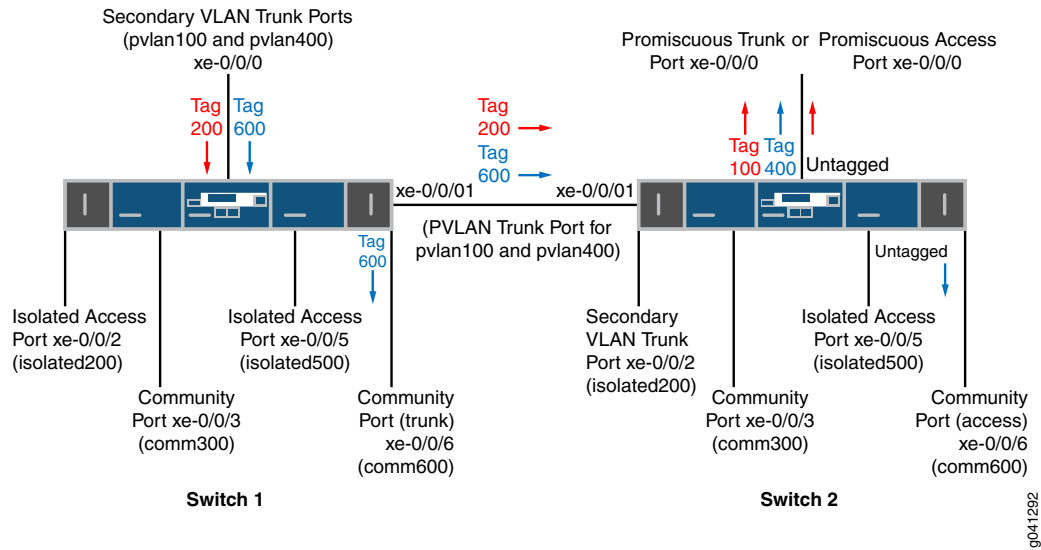 Secondary VLAN Trunk Ports
(pvlan100 and pvlan400)
xe-0/0/0
Tag
200
Tag
600
Tag
200
Tag
600
Promiscuous Trunk or Promiscuous Access
Port xe-0/0/0
Port xe-0/0/0
Tag
100
Tag
400
Untagged
xe-0/0/01
xe-0/0/01
(PVLAN Trunk Port for
pvlan100 and pvlan400)
Tag
600
Untagged
Isolated Access
Port xe-0/0/2
(isolated200)
Isolated Access
Port xe-0/0/5
(isolated500)
Secondary
VLAN Trunk
Port xe-0/0/2
(isolated200)
Isolated Access
Port xe-0/0/5
(isolated500)
Community
Port xe-0/0/3
(comm300)
Community
Port (trunk)
xe-0/0/6
(comm600)
Community
Port xe-0/0/3
(comm300)
Community
Port (access)
xe-0/0/6
(comm600)
Switch 1
Switch 2
g041292